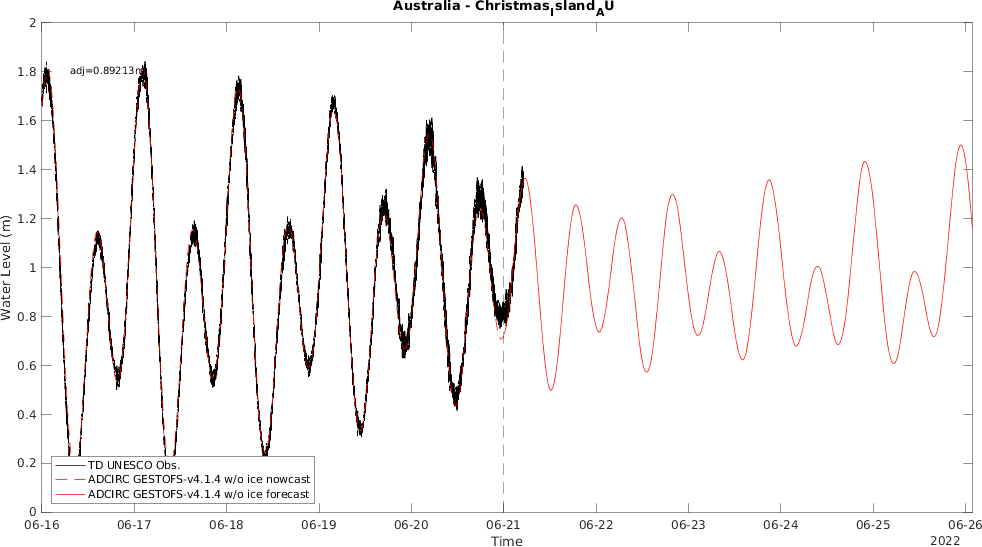 Australia - ChristmasIslandAU
2
1.8
1.6
1.4
1.2
1
0.8
0.6
0.4
0.2
0
Water Level (m)
adj=0.89213m
TD UNESCO Obs.
ADCIRC GESTOFS-v4.1.4 w/o ice nowcast
ADCIRC GESTOFS-v4.1.4 w/o ice forecast
06-16 06-17 06-18 06-19 06-20 06-21 06-22 06-23 06-24 06-25 06-26
Time
2022